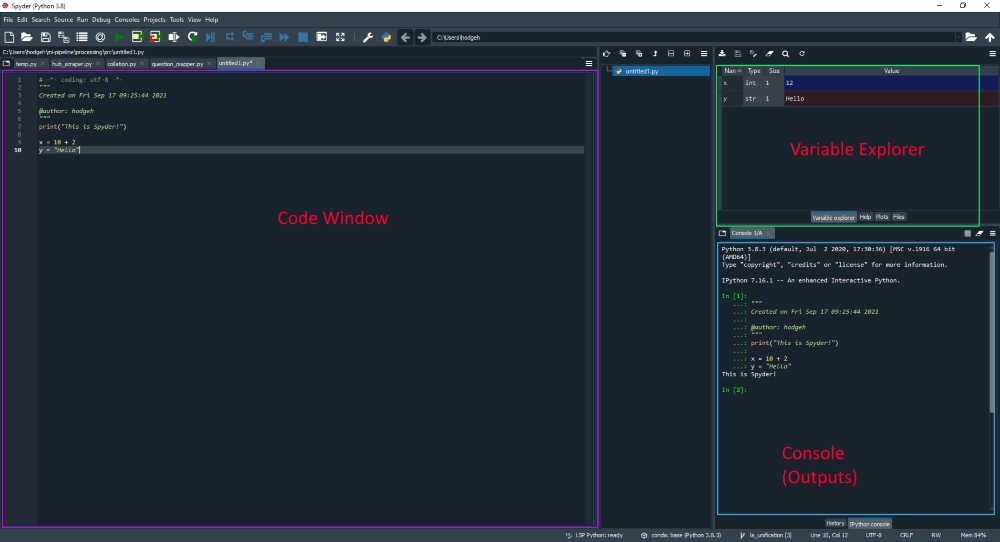 Spyder (Python 3.8)
File Edit Search Source Run Debug Consoles Projects Tools View Help
C:\Users\hodgeh
C:\Users\hodgeh\mt-pipeline\processing\src\untitled1.py
temp.py hub_scraper.py collation.py question_mapper.py untitled1.py*
1 # -*- coding: utf-8 -*-
2 """
3 Created on Fri Sep 17 09:25:44 2021
4
5 @author: hodgeh
6 """
7 print("This is Spyder!")
8
9 x = 10 + 2
10 y = "Hello"
Code Window
untitled1.py
Nam Type Size Value
x int 1 12
y str 1 Hello
Variable Explorer
Variable explorer Help Plots Files
Console 1/A
Python 3.8.3 (default, Jul 2 2020, 17:30:36) [MSC v.1916 64 bit
(AMD64)]
Type "copyright", "credits" or "license" for more information.
IPython 7.16.1 -- An enhanced Interactive Python.
In [1]:
...: """
...: Created on Fri Sep 17 09:25:44 2021
...:
...: @author: hodgeh
...: """
...: print("This is Spyder!")
...:
...: x = 10 + 2
...: y = "Hello"
This is Spyder!
In [2]:
Console
(Outputs)
History IPython console
LSP Python: ready conda: base (Python 3.8.3) la_unification [3] Line 10, Col 12 UTF-8 CRLF RW Mem 84%